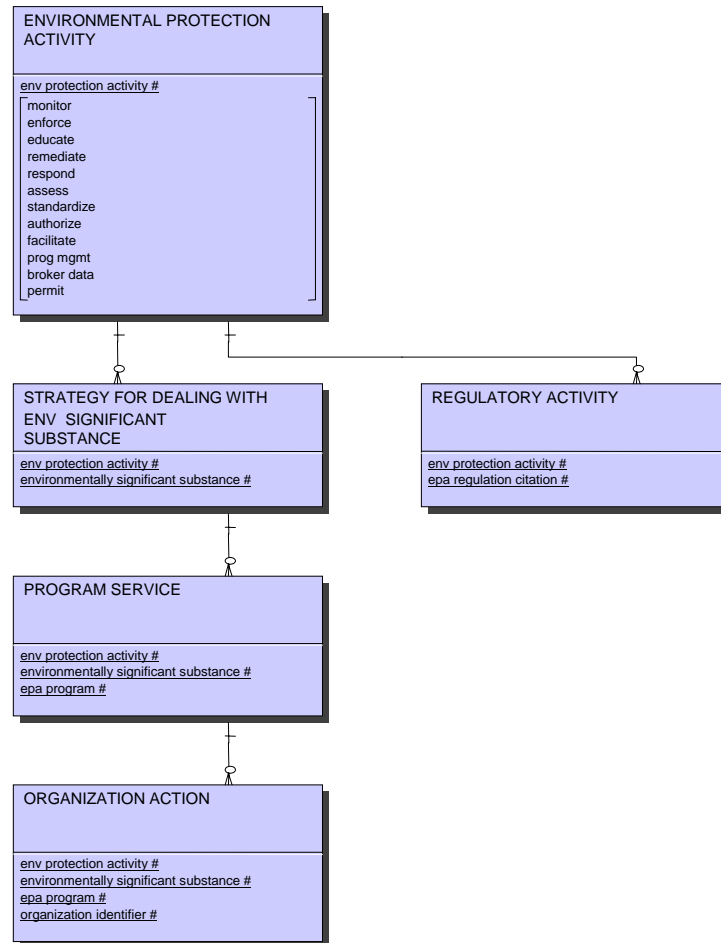 ENVIRONMENTAL PROTECTION
ACTIVITY
env protection activity #
monitor
enforce
educate
remediate
respond
assess
standardize
authorize
facilitate
prog mgmt
broker data
permit
STRATEGY FOR DEALING WITH
ENV SIGNIFICANT
SUBSTANCE
env protection activity #
environmentally significant substance #
REGULATORY ACTIVITY
env protection activity #
epa regulation citation #
PROGRAM SERVICE
env protection activity #
environmentally significant substance #
epa program #
ORGANIZATION ACTION
env protection activity #
environmentally significant substance #
epa program #
organization identifier #